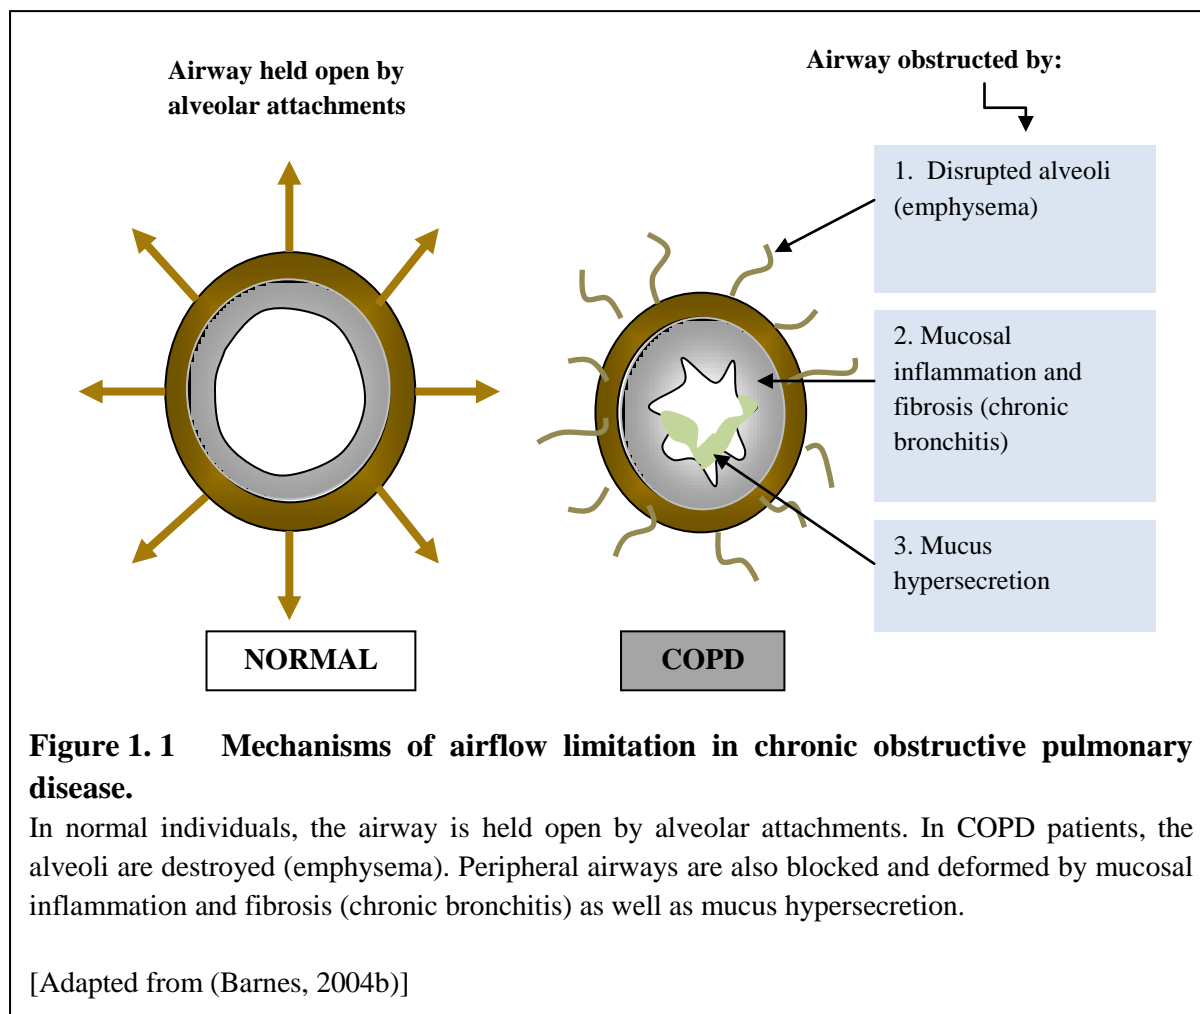 Airway held open by
alveolar attachments
Airway obstructed by:
1. Disrupted alveoli
(emphysema)
2. Mucosal
inflammation and
fibrosis (chronic
bronchitis)
3. Mucus
hypersecretion
NORMAL
COPD
Figure 1. 1 Mechanisms of airflow limitation in chronic obstructive pulmonary
disease.
In normal individuals, the airway is held open by alveolar attachments. In COPD patients, the
alveoli are destroyed (emphysema). Peripheral airways are also blocked and deformed by mucosal
inflammation and fibrosis (chronic bronchitis) as well as mucus hypersecretion.
[Adapted from (Barnes, 2004b)]